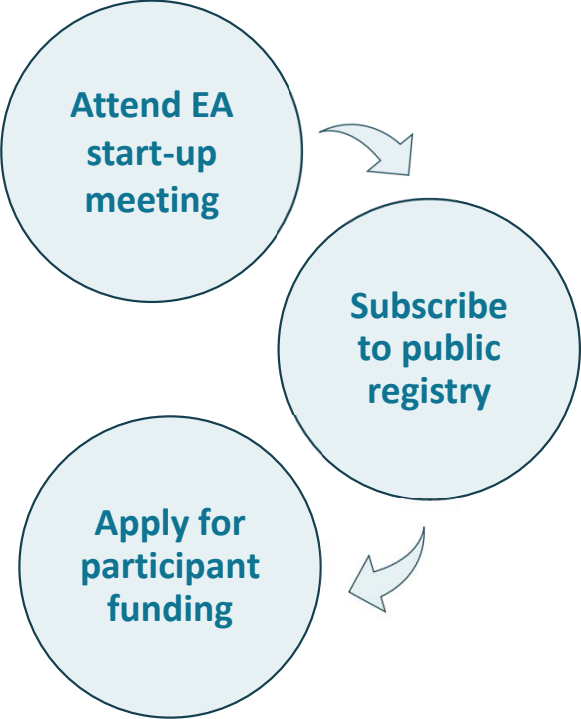 Attend EA
start-up
meeting
Subscribe
to public
registry
Apply for
participant
funding